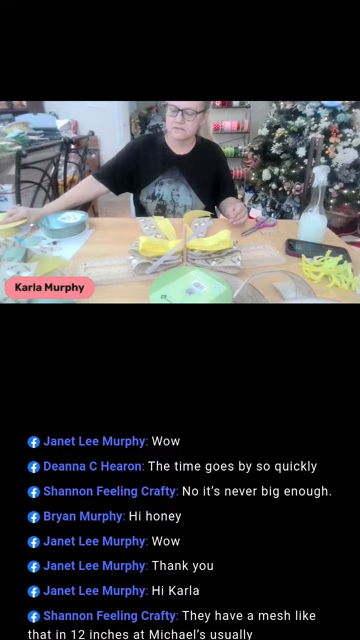 Karla Murphy
Janet Lee Murphy: Wow
Deanna C Hearon: The time goes by so quickly
Shannon Feeling Crafty: No it’s never big enough.
Bryan Murphy: Hi honey
Janet Lee Murphy: Wow
Janet Lee Murphy: Thank you
Janet Lee Murphy: Hi Karla
Shannon Feeling Crafty: They have a mesh like
that in 12 inches at Michael’s usually